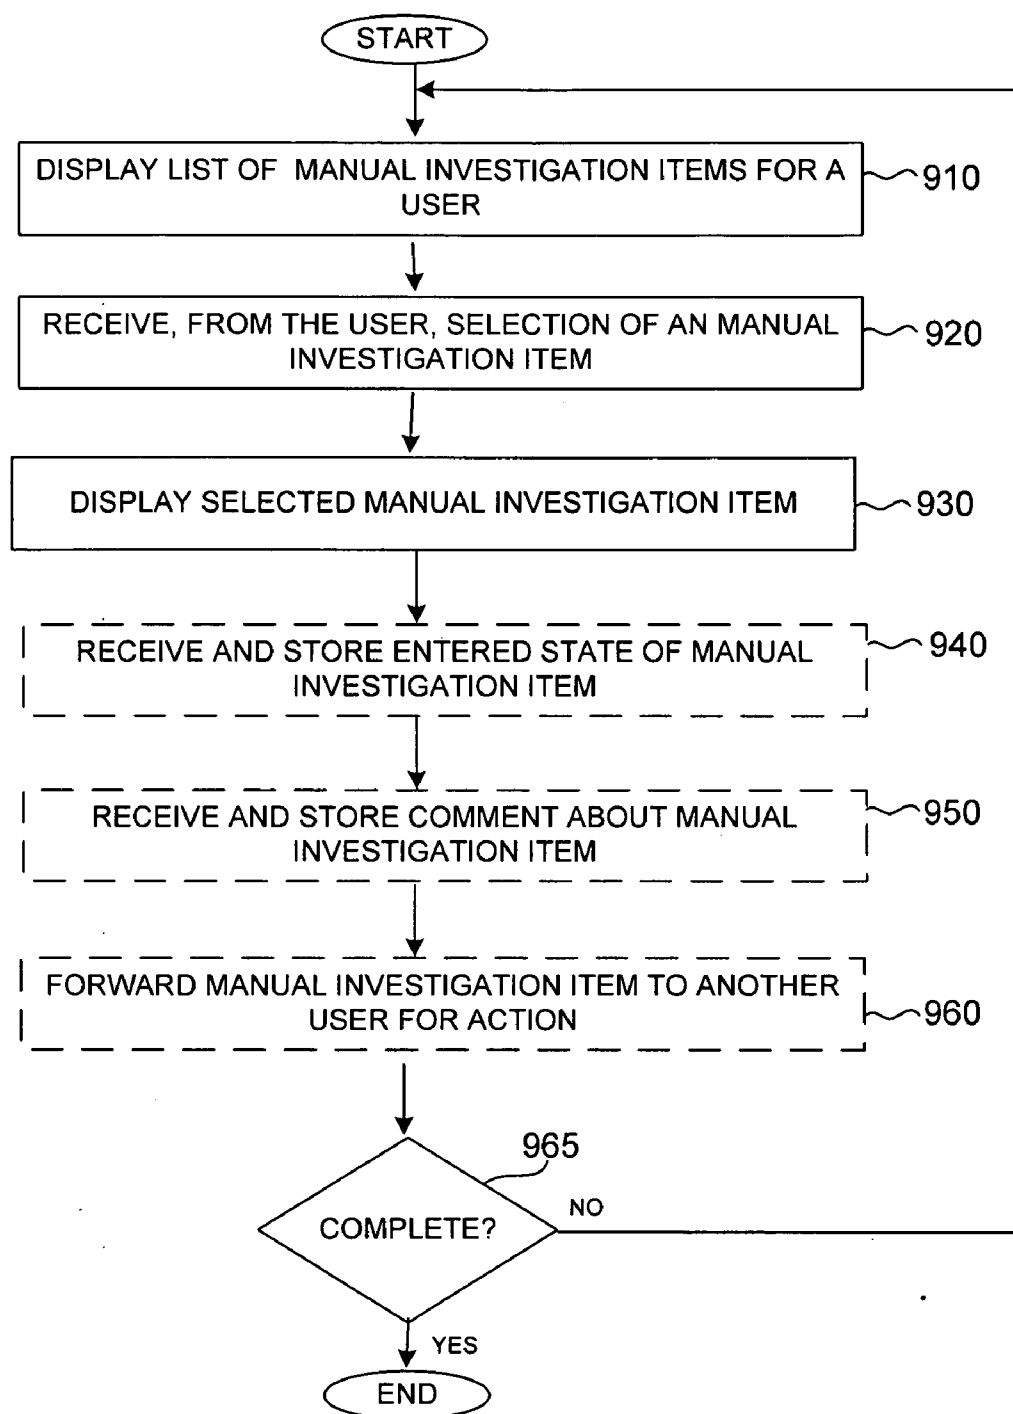 START
DISPLAY LIST OF MANUAL INVESTIGATION ITEMS FOR A
USER
910
RECEIVE, FROM THE USER, SELECTION OF AN MANUAL
INVESTIGATION ITEM
920
DISPLAY SELECTED MANUAL INVESTIGATION ITEM
930
RECEIVE AND STORE ENTERED STATE OF MANUAL
INVESTIGATION ITEM
940
RECEIVE AND STORE COMMENT ABOUT MANUAL
INVESTIGATION ITEM
950
FORWARD MANUAL INVESTIGATION ITEM TO ANOTHER
USER FOR ACTION
960
965
COMPLETE?
NO
YES
END